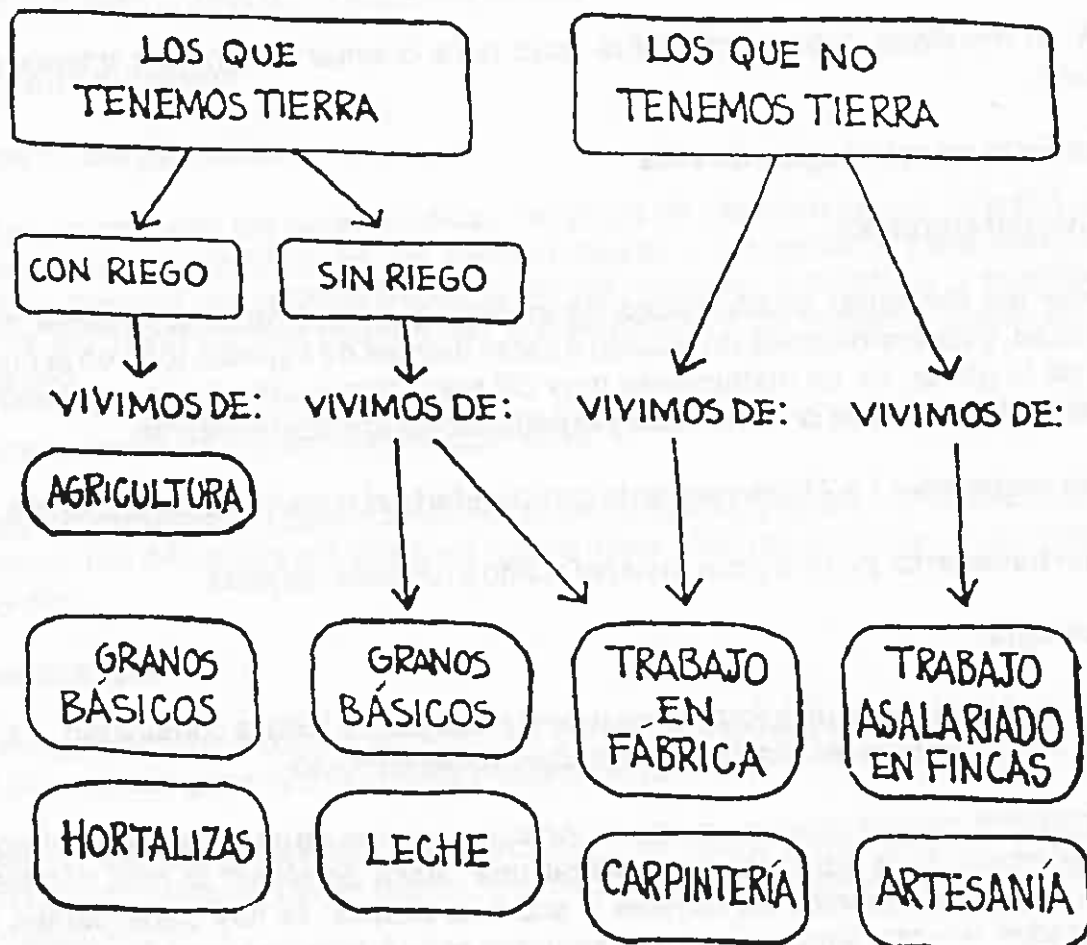 LOS QUE
TENEMOS TIERRA
LOS QUE NO
TENEMOS TIERRA
CON RIEGO
SIN RIEGO
VIVIMOS DE:
VIVIMOS DE:
VIVIMOS DE:
VIVIMOS DE:
AGRICULTURA
GRANOS
BÁSICOS
GRANOS
BÁSICOS
TRABAJO
EN
FÁBRICA
TRABAJO
ASALARIADO
EN FINCAS
HORTALIZAS
LECHE
CARPINTERÍA
ARTESANÍA